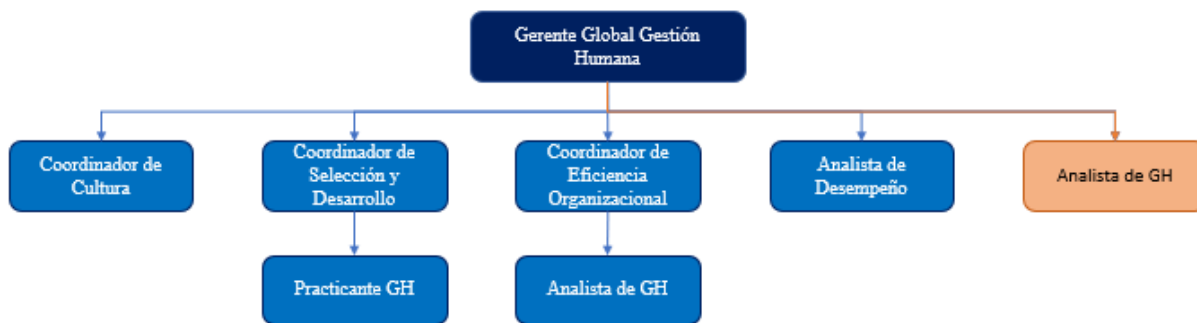 Gerente Global Gestión
Humana
Coordinador de
Cultura
Coordinador de
Selección y
Desarrollo
Coordinador de
Eficiencia
Organizacional
Analista de
Desempeño
Analista de GH
Practicante GH
Analista de GH